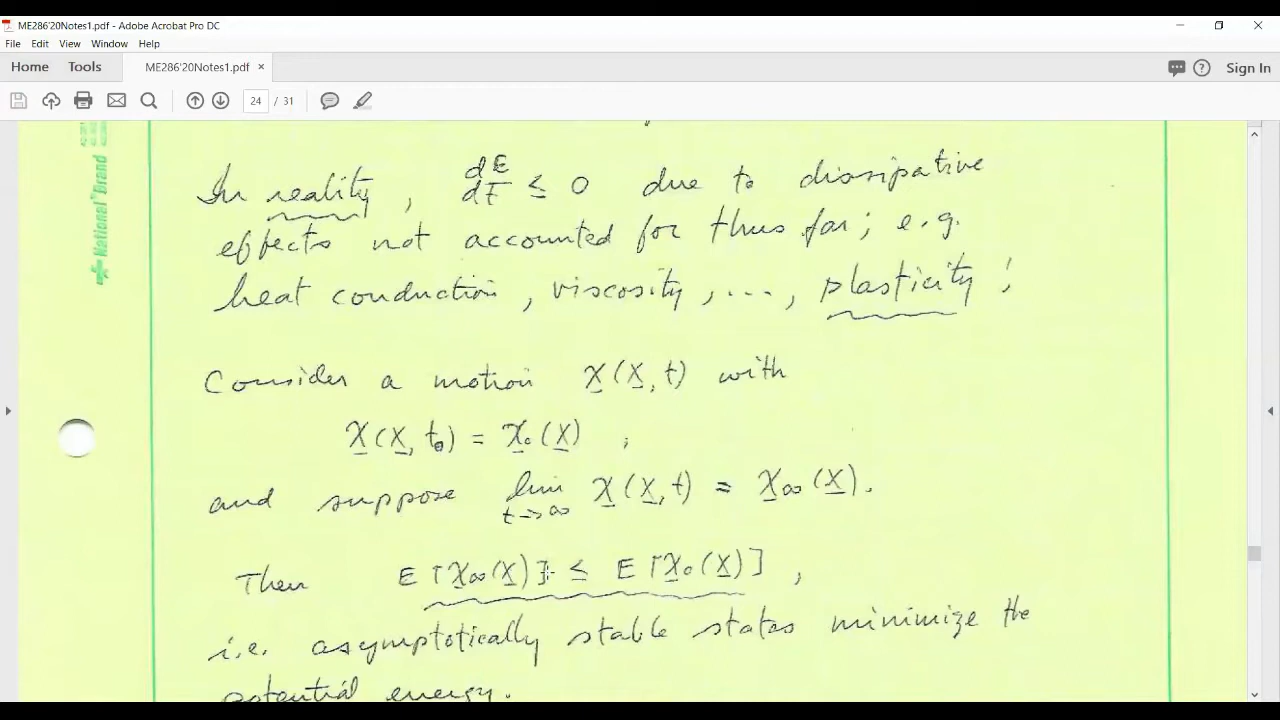 ME286'20Notes1.pdf - Adobe Acrobat Pro DC
File Edit View Window Help
Home Tools ME286'20Notes1.pdf × Sign In
24 / 31
National® Brand
In reality, dE/dt ≤ 0 due to dissipative
effects not accounted for thus far; e.g.
heat conduction, viscosity, ..., plasticity!
Consider a motion χ(X, t) with
χ(X, t₀) = χ₀(X) ;
and suppose lim t→∞ χ(X, t) = χ∞(X).
Then E[χ∞(X)] ≤ E[χ₀(X)] ,
i.e. asymptotically stable states minimize the
potential energy.